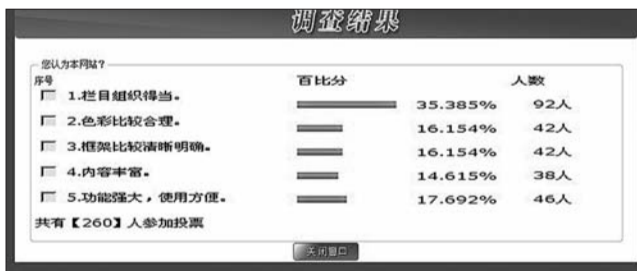 调查结果
您认为本网站?
序号 百比分 人数
1.栏目组织得当。 35.385% 92人
2.色彩比较合理。 16.154% 42人
3.框架比较清晰明确。 16.154% 42人
4.内容丰富。 14.615% 38人
5.功能强大，使用方便。 17.692% 46人
共有【260】人参加投票
关闭窗口